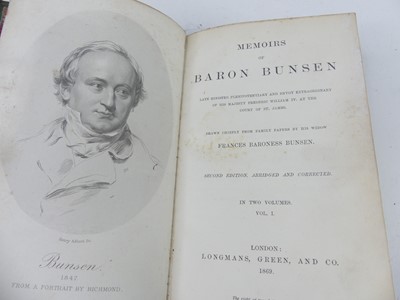 Bunsen
1847
FROM A PORTRAIT BY RICHMOND.
MEMOIRS
OF
BARON BUNSEN
LATE MINISTER PLENIPOTENTIARY AND ENVOY EXTRAORDINARY
OF HIS MAJESTY FREDERIC WILLIAM IV. AT THE
COURT OF ST. JAMES.
DRAWN CHIEFLY FROM FAMILY PAPERS BY HIS WIDOW
FRANCES BARONESS BUNSEN.
SECOND EDITION, ABRIDGED AND CORRECTED.
IN TWO VOLUMES.
VOL. I.
LONDON:
LONGMANS, GREEN, AND CO.
1869.